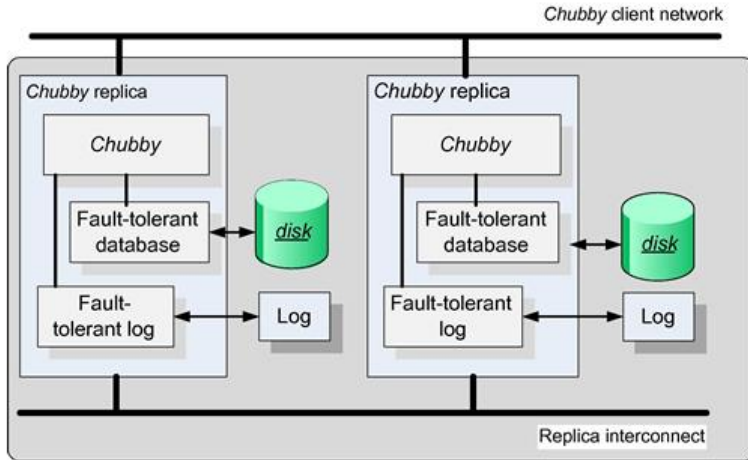 Chubby client network
Chubby replica
Chubby
Fault-tolerant
database
disk
Fault-
tolerant log
Log
Chubby replica
Chubby
Fault-tolerant
database
disk
Fault-tolerant
log
Log
Replica interconnect